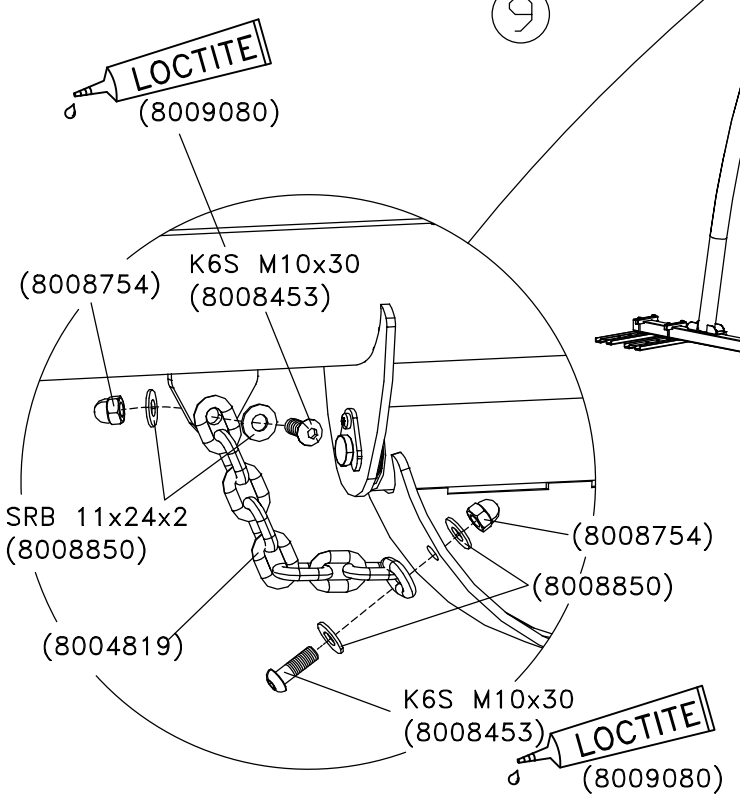 9
LOCTITE
(8009080)
K6S M10x30
(8008453)
(8008754)
SRB 11x24x2
(8008850)
(8004819)
(8008754)
(8008850)
K6S M10x30
(8008453)
LOCTITE
(8009080)